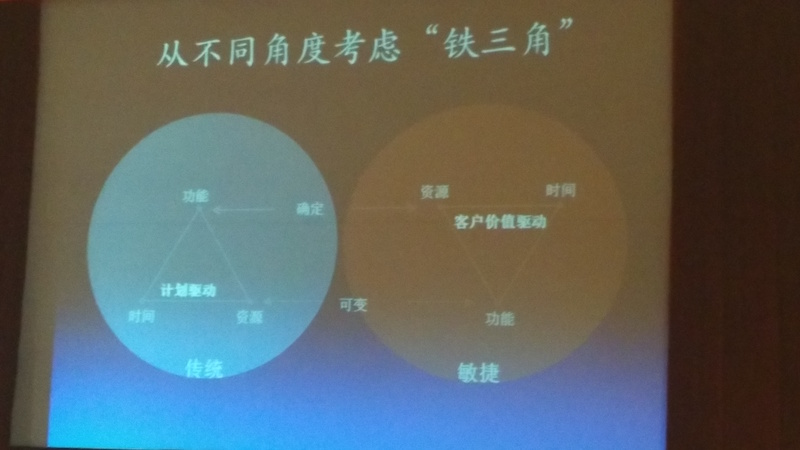 从不同角度考虑“铁三角”
功能
确定
资源
时间
客户价值驱动
计划驱动
时间
资源
可变
功能
传统
敏捷